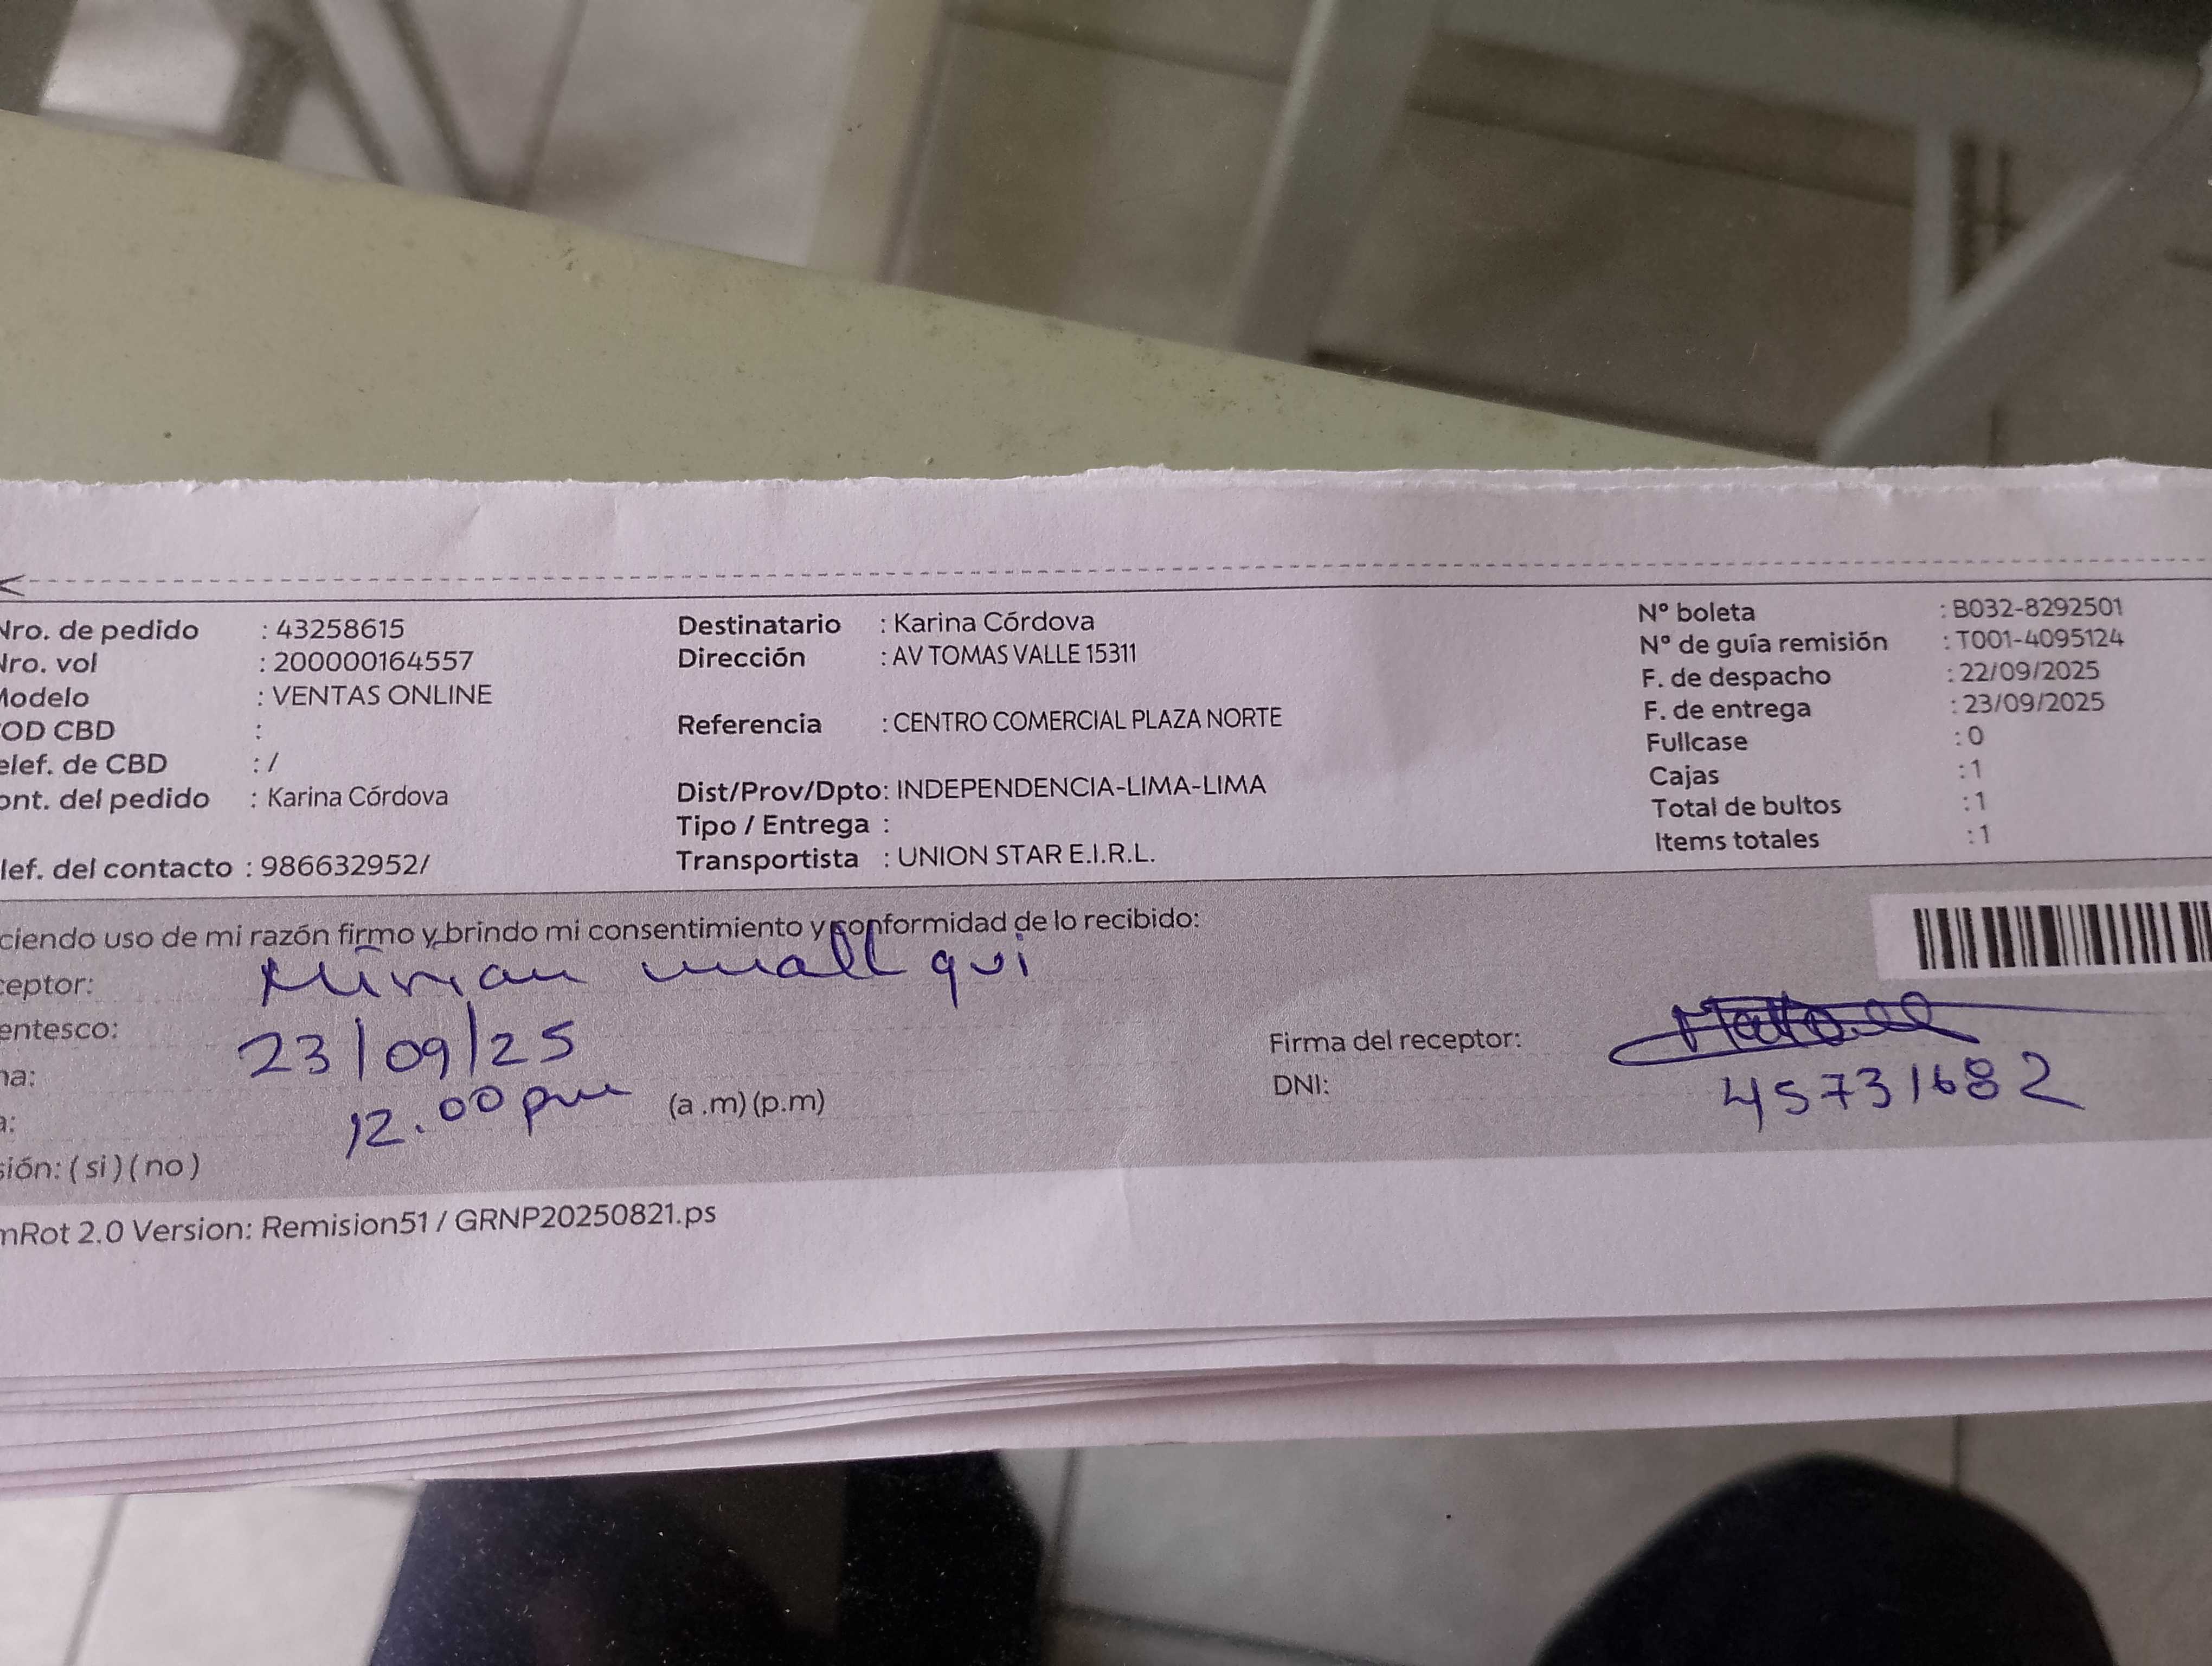 Nro. de pedido : 43258615
Nro. vol : 200000164557
Modelo : VENTAS ONLINE
OD CBD :
elef. de CBD : /
ont. del pedido : Karina Córdova
lef. del contacto : 986632952/
Destinatario : Karina Córdova
Dirección : AV TOMAS VALLE 15311
Referencia : CENTRO COMERCIAL PLAZA NORTE
Dist/Prov/Dpto: INDEPENDENCIA-LIMA-LIMA
Tipo / Entrega :
Transportista : UNION STAR E.I.R.L.
N° boleta : B032-8292501
N° de guía remisión : T001-4095124
F. de despacho : 22/09/2025
F. de entrega : 23/09/2025
Fullcase : 0
Cajas : 1
Total de bultos : 1
Items totales : 1
ciendo uso de mi razón firmo y brindo mi consentimiento y conformidad de lo recibido:
ceptor: Mirian uuallqui
entesco:
na: 23/09/25
a: 12.00 pm (a .m) (p.m)
sión: ( si ) ( no )
Firma del receptor:
DNI: 45731682
mRot 2.0 Version: Remision51 / GRNP20250821.ps